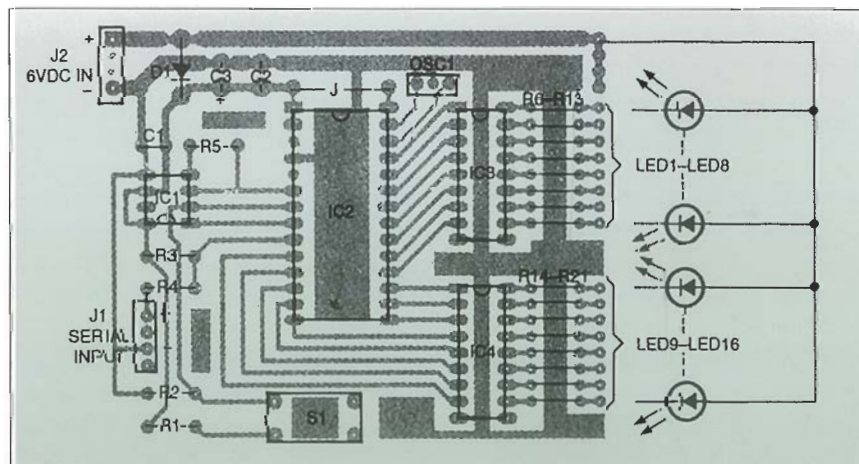 +
J2
6VDC IN
−
D1
C3
C2
+
OSC1
J
R6–R13
C1
R5
IC1
IC2
IC3
LED1–LED8
R3
R4
R14–R21
J1
SERIAL
INPUT
IC4
LED9–LED16
R2
R1
S1